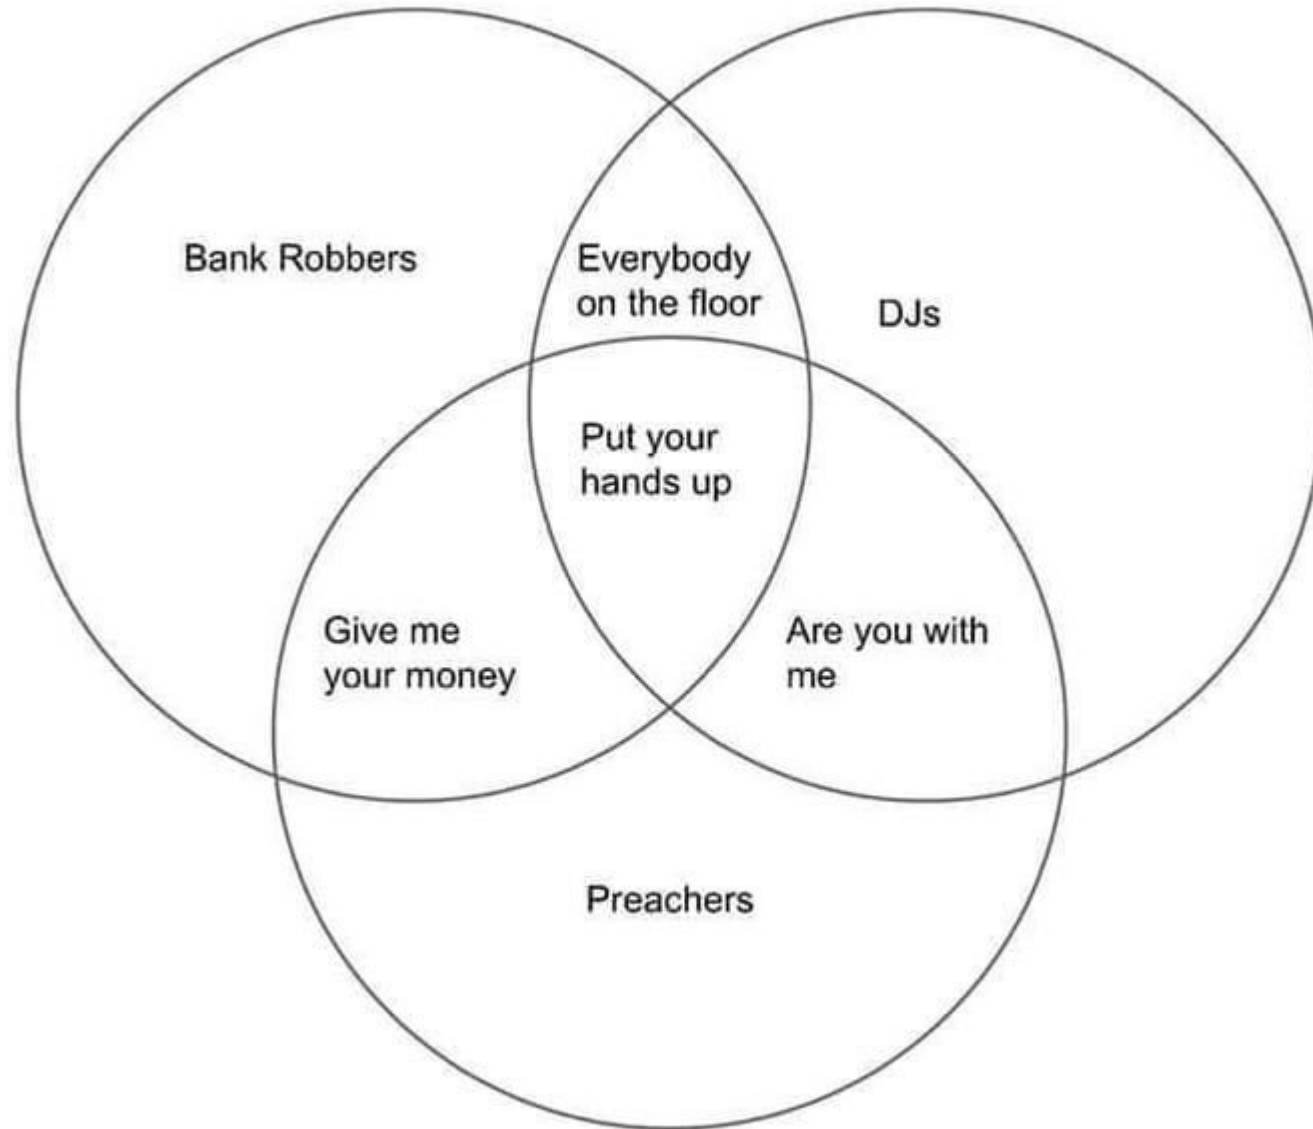 Bank Robbers
Everybody
on the floor
DJs
Put your
hands up
Give me
your money
Are you with
me
Preachers